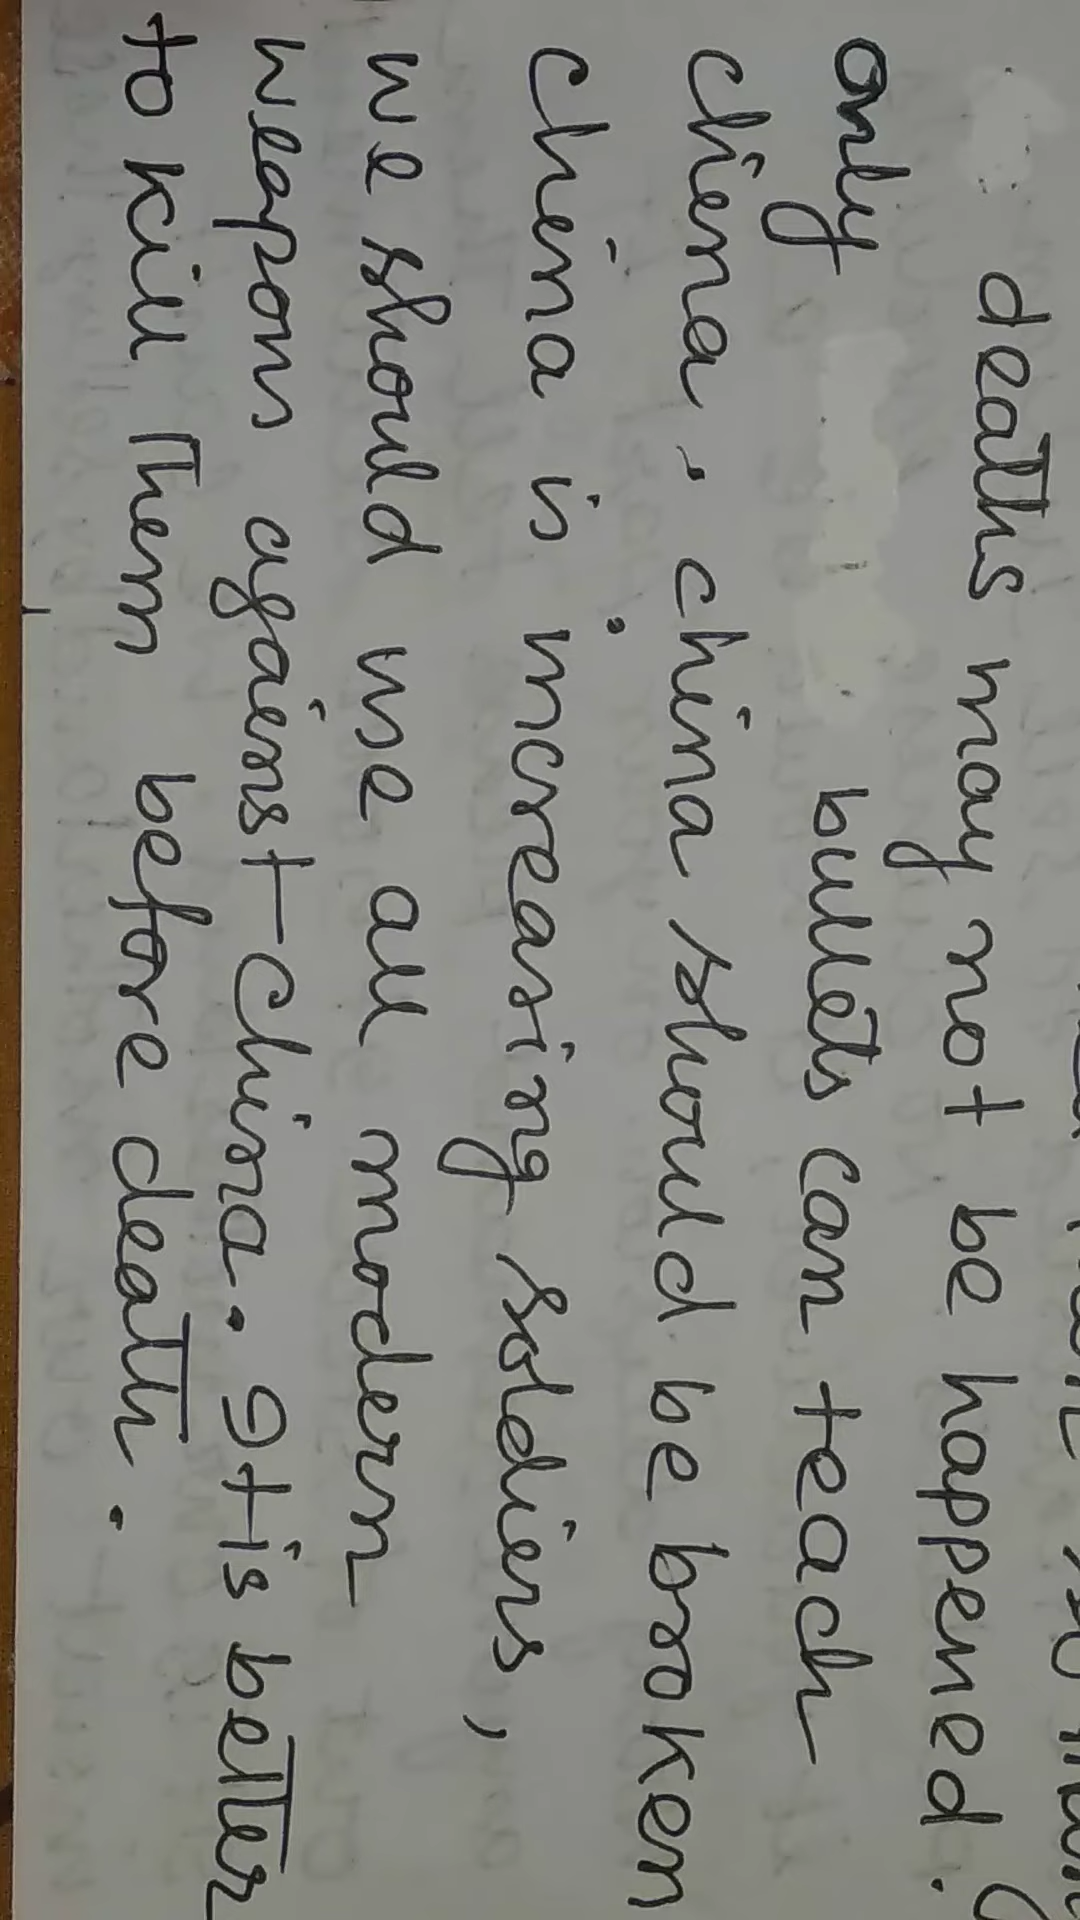 deaths may not be happened.
only bullets can teach
china. china should be broken
china is increasing soldiers,
we should use all modern
weapons against china. It is better
to kill them before death.